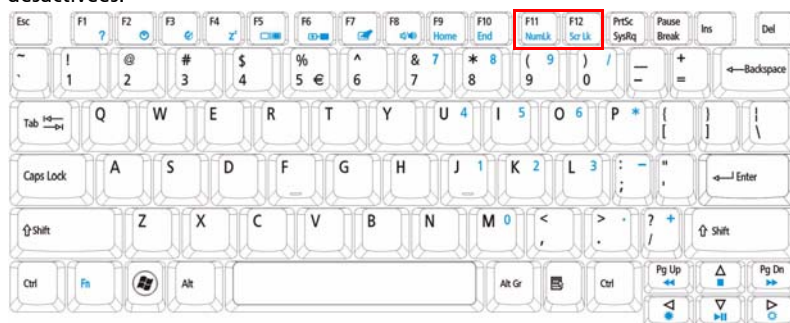 désactivées.
Esc F1 ? F2 F3 F4 Zz F5 F6 F7 F8 F9 Home F10 End F11 NumLk F12 Scr Lk PrtSc SysRq Pause Break Ins Del
~ ` ! 1 @ 2 # 3 $ 4 % 5 € ^ 6 & 7 7 * 8 8 ( 9 9 ) / 0 _ - + = Backspace
Tab Q W E R T Y U 4 I 5 O 6 P * { [ } ] | \
Caps Lock A S D F G H J 1 K 2 L 3 : - ; " ' Enter
Shift Z X C V B N M 0 < , > . . ? + / Shift
Ctrl Fn Alt Alt Gr Ctrl Pg Up Pg Dn